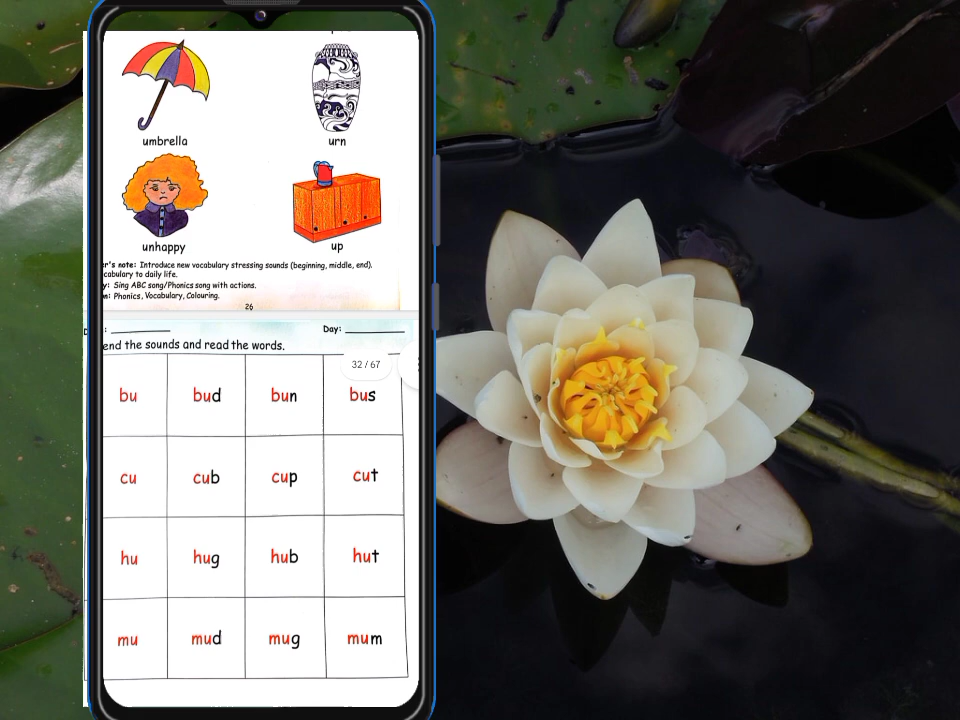 umbrella urn
unhappy up
er's note: Introduce new vocabulary stressing sounds (beginning, middle, end).
cabulary to daily life.
y: Sing ABC song/Phonics song with actions.
n: Phonics, Vocabulary, Colouring.
26
: Day:
end the sounds and read the words.
32 / 67
bu bud bun bus
cu cub cup cut
hu hug hub hut
mu mud mug mum